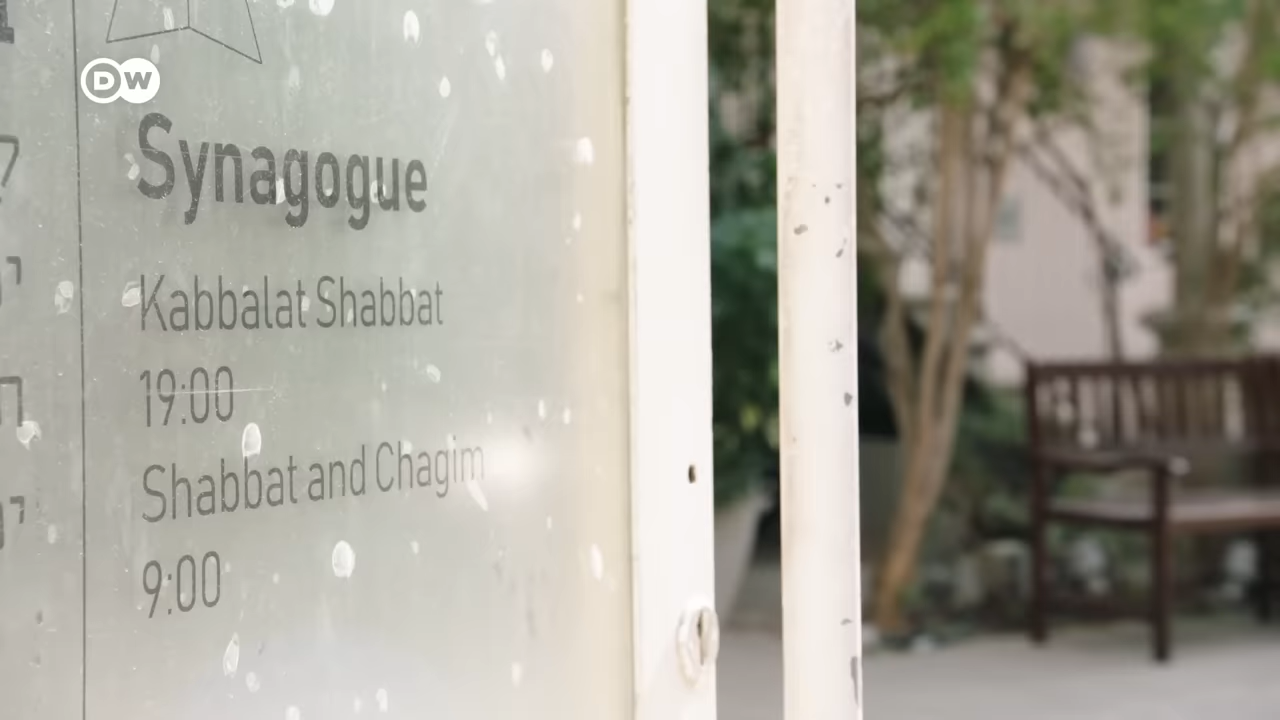 DW
Synagogue
Kabbalat Shabbat
19:00
Shabbat and Chagim
9:00